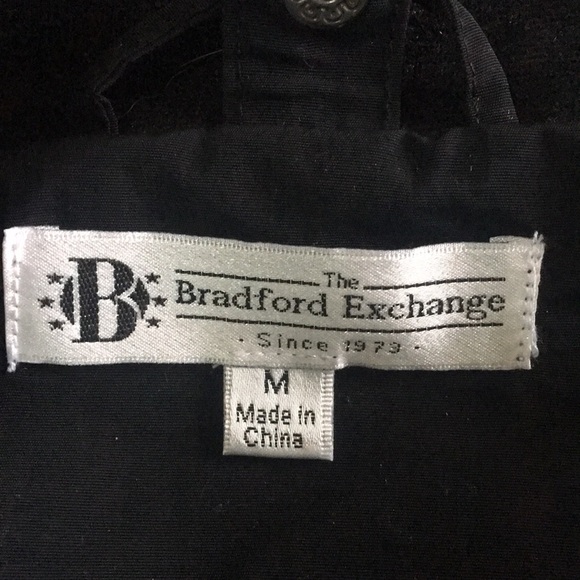 B
The
Bradford Exchange
· Since 1973 ·
M
Made in
China